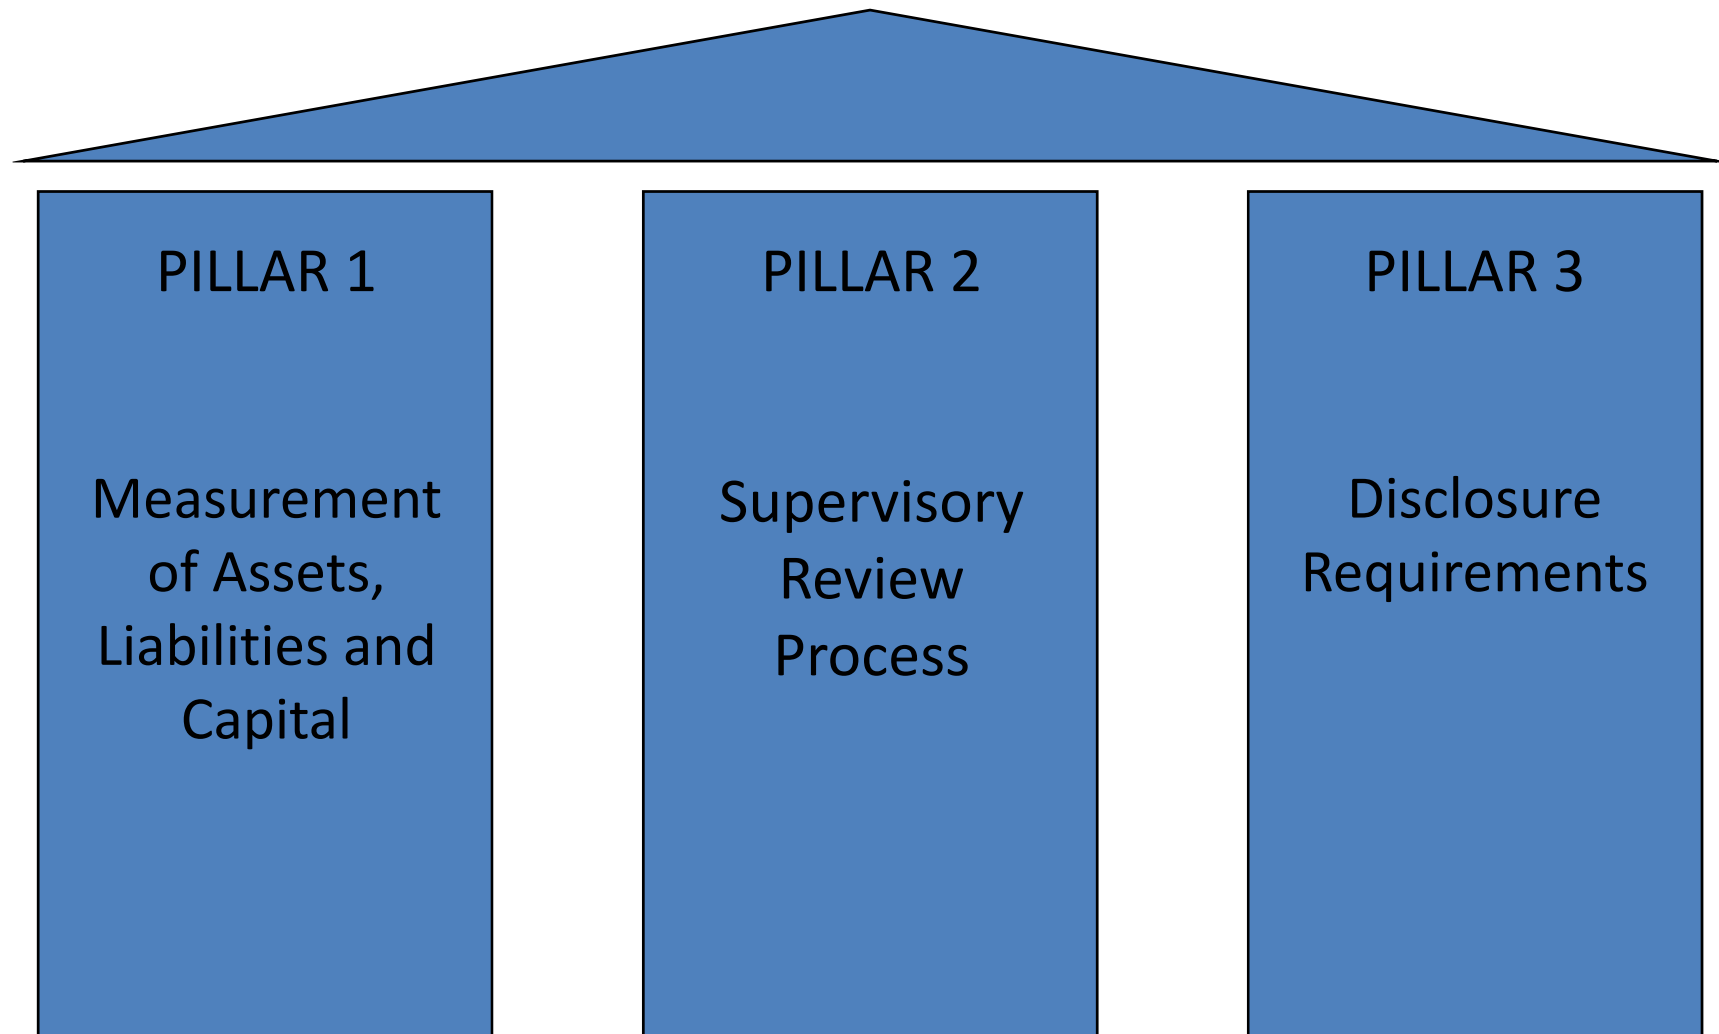 PILLAR 1
Measurement
of Assets,
Liabilities and
Capital
PILLAR 2
Supervisory
Review
Process
PILLAR 3
Disclosure
Requirements